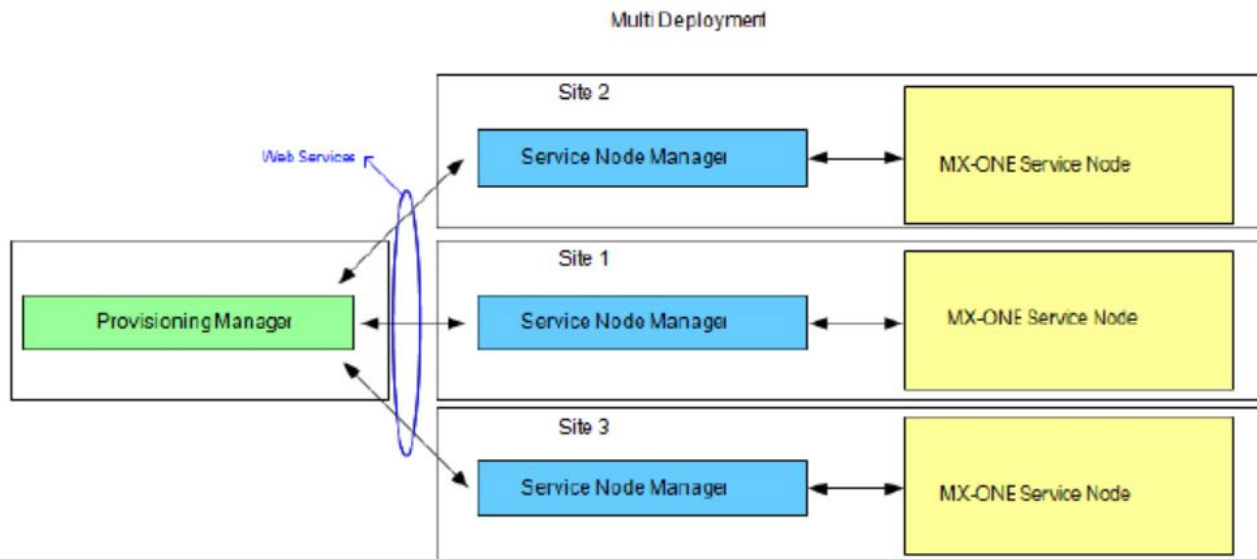 Multi Deployment
Site 2
Web Services
Service Node Manager
MX-ONE Service Node
Site 1
Provisioning Manager
Service Node Manager
MX-ONE Service Node
Site 3
Service Node Manager
MX-ONE Service Node